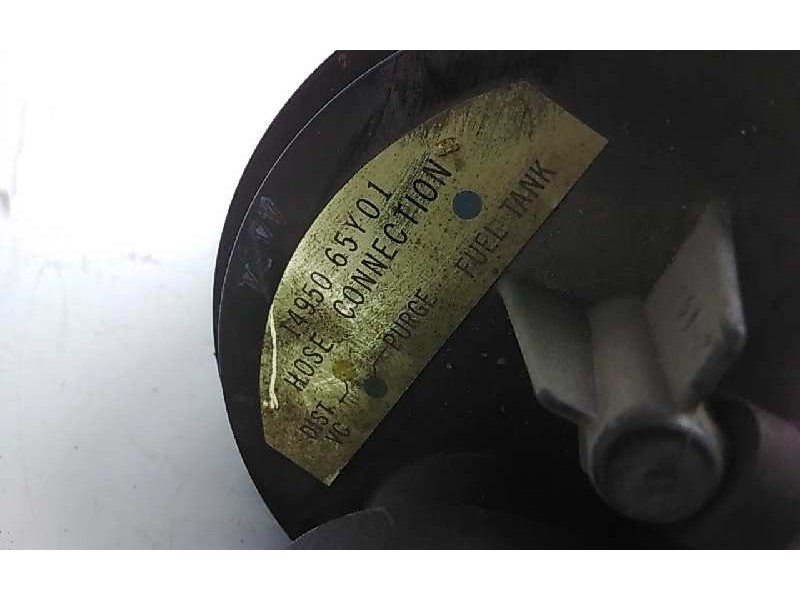 14950 65Y01
HOSE CONNECTION
DIST. PURGE FUEL TANK
VC